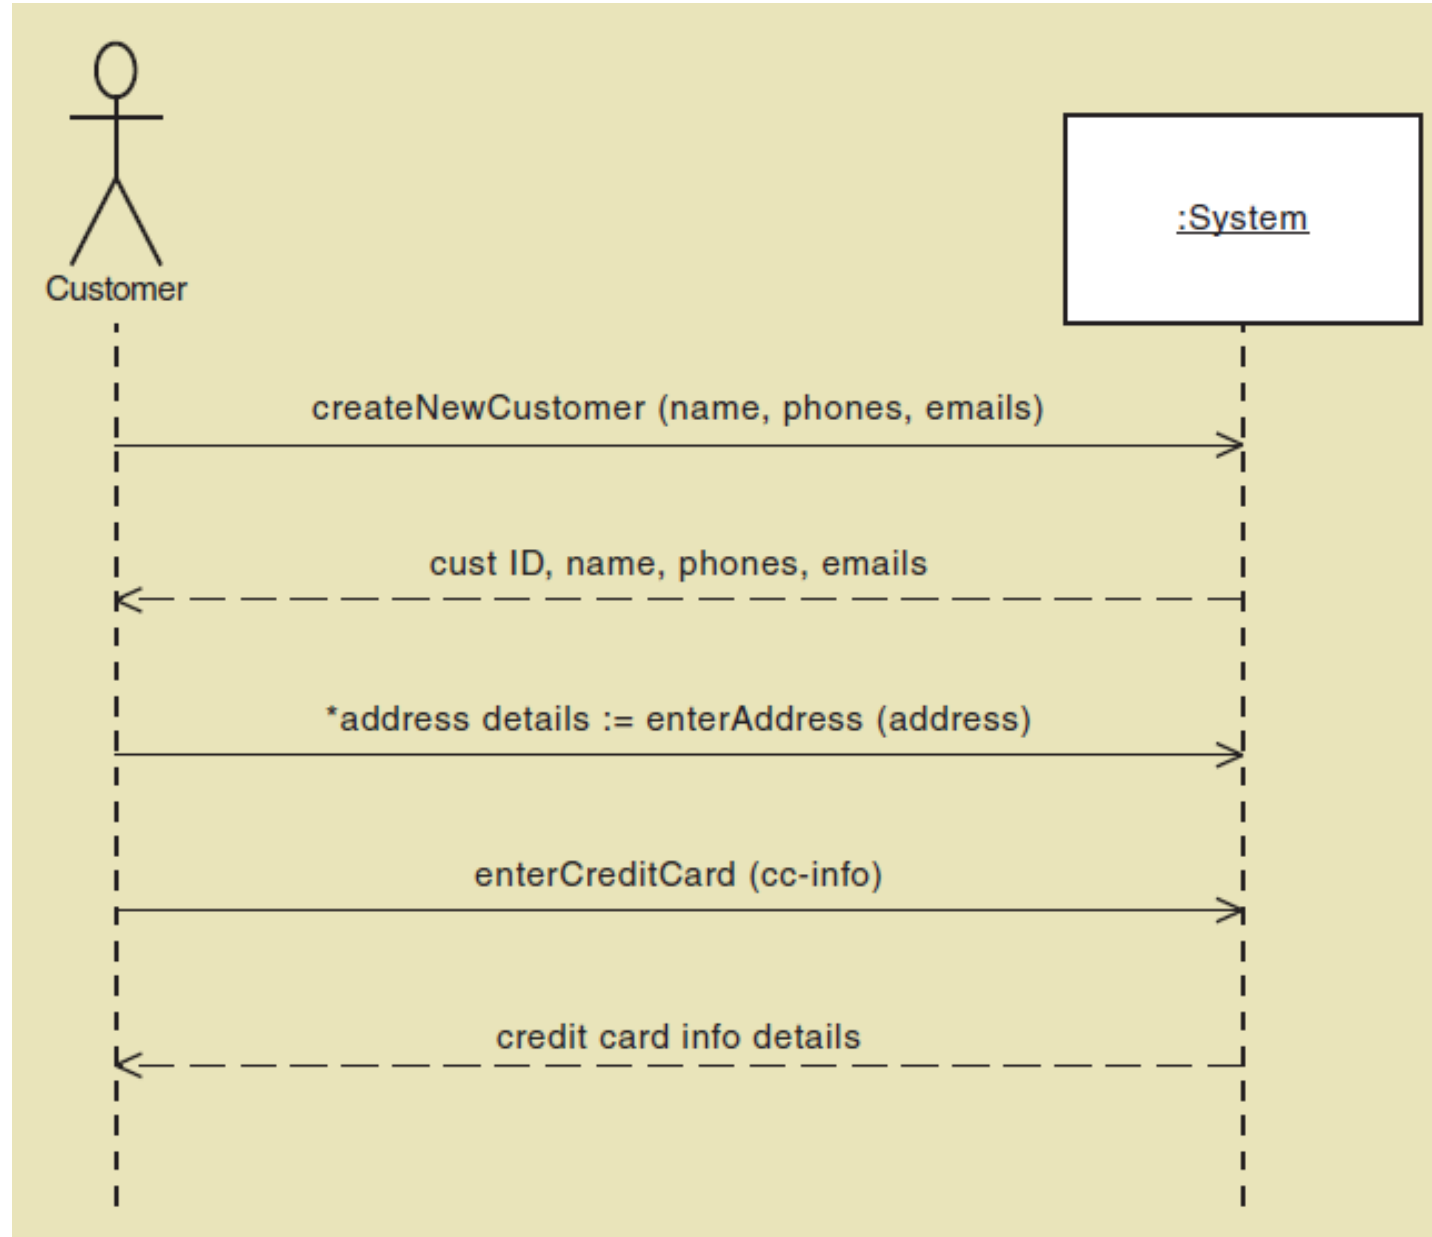 :System
Customer
createNewCustomer (name, phones, emails)
cust ID, name, phones, emails
*address details := enterAddress (address)
enterCreditCard (cc-info)
credit card info details